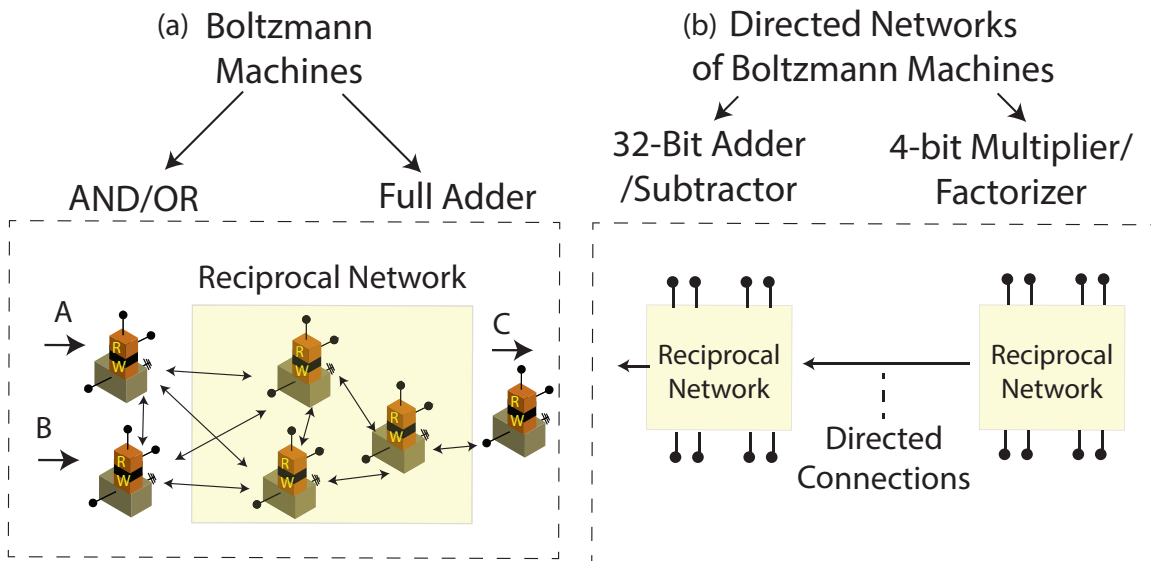 (a) Boltzmann
Machines
AND/OR
Full Adder
Reciprocal Network
A
B
C
R
W
R
W
R
W
R
W
R
W
R
W
(b) Directed Networks
of Boltzmann Machines
32-Bit Adder
/Subtractor
4-bit Multiplier/
Factorizer
Reciprocal
Network
Reciprocal
Network
Directed
Connections